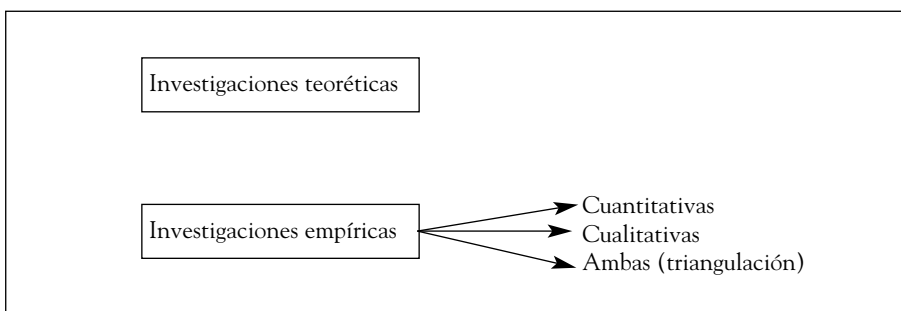 Investigaciones teoréticas
Investigaciones empíricas
Cuantitativas
Cualitativas
Ambas (triangulación)